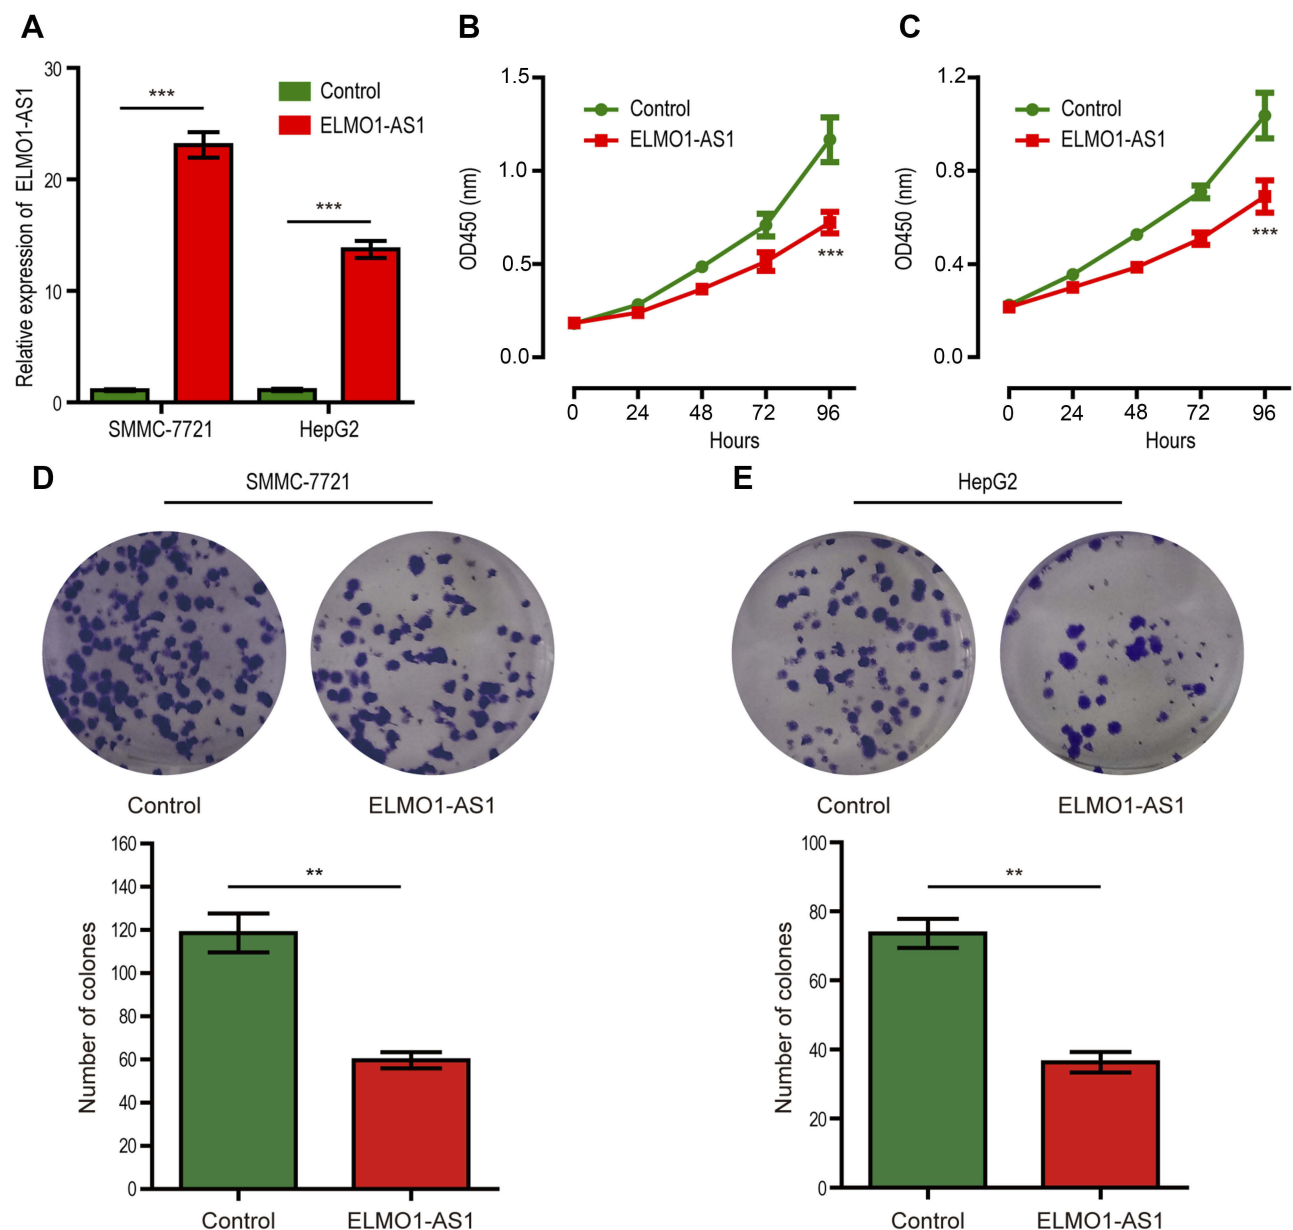 A
Relative expression of ELMO1-AS1
30
20
10
0
***
***
Control
ELMO1-AS1
SMMC-7721
HepG2
B
OD450 (nm)
1.5
1.0
0.5
0.0
Control
ELMO1-AS1
***
0 24 48 72 96
Hours
C
OD450 (nm)
1.2
0.8
0.4
0.0
Control
ELMO1-AS1
***
0 24 48 72 96
Hours
D
SMMC-7721
Control
ELMO1-AS1
Number of colones
160
140
120
100
80
60
40
20
0
**
Control
ELMO1-AS1
E
HepG2
Control
ELMO1-AS1
Number of colones
100
80
60
40
20
0
**
Control
ELMO1-AS1